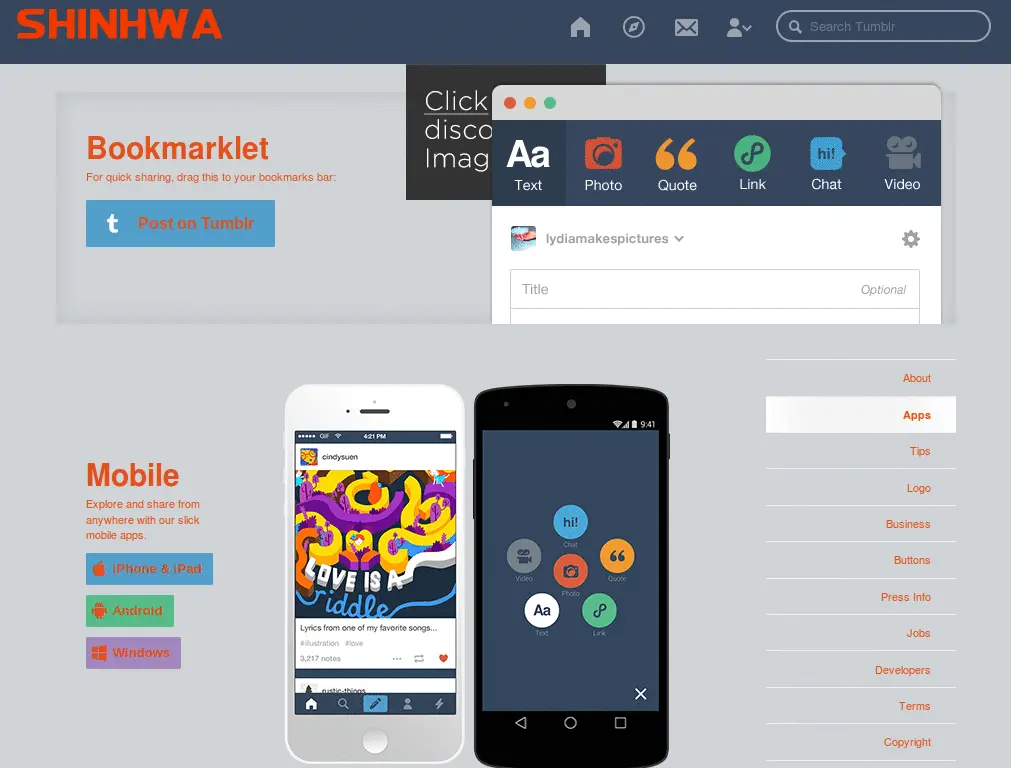 SHINHWA
Search Tumblr
Click
disco
Imag
Bookmarklet
For quick sharing, drag this to your bookmarks bar:
t Post on Tumblr
Aa hi!
Text Photo Quote Link Chat Video
lydiamakespictures
Title Optional
Mobile
Explore and share from
anywhere with our slick
mobile apps.
iPhone & iPad
Android
Windows
GIF 4:21 PM
cindysuen
LOVE IS A
riddle
Lyrics from one of my favorite songs...
#illustration #love
3,217 notes
rustic-things
9:41
hi!
Chat
Video
Quote
Photo
Aa
Text
Link
About
Apps
Tips
Logo
Business
Buttons
Press Info
Jobs
Developers
Terms
Copyright